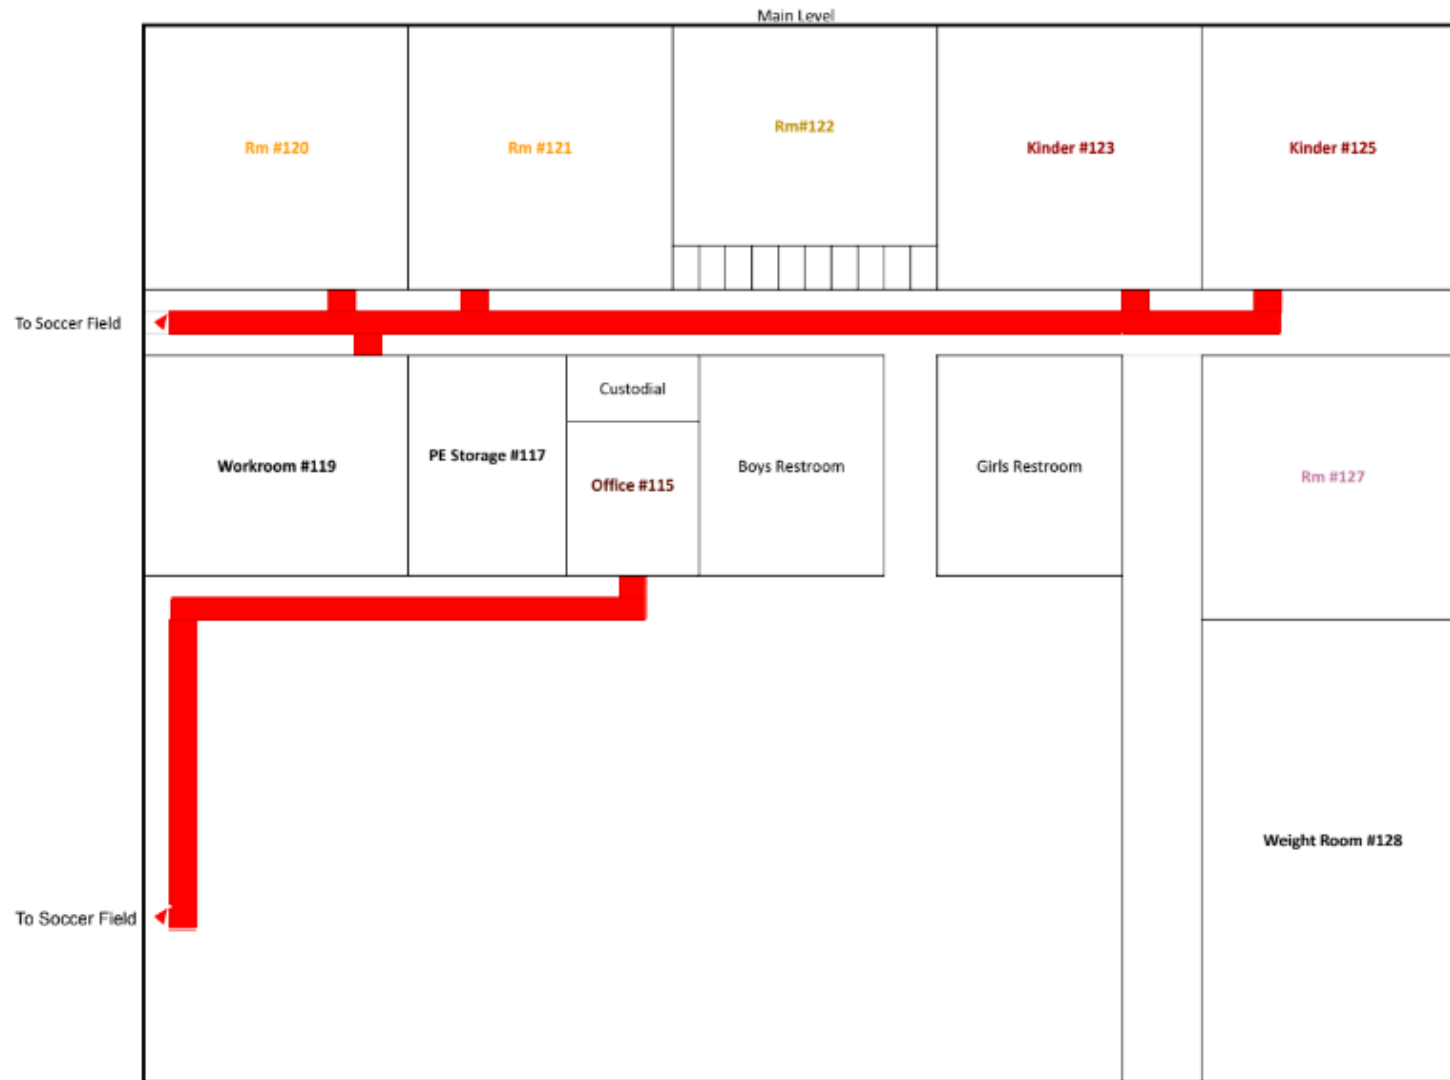 Main Level
Rm #120
Rm #121
Rm#122
Kinder #123
Kinder #125
To Soccer Field
Custodial
Workroom #119
PE Storage #117
Office #115
Boys Restroom
Girls Restroom
Rm #127
Weight Room #128
To Soccer Field